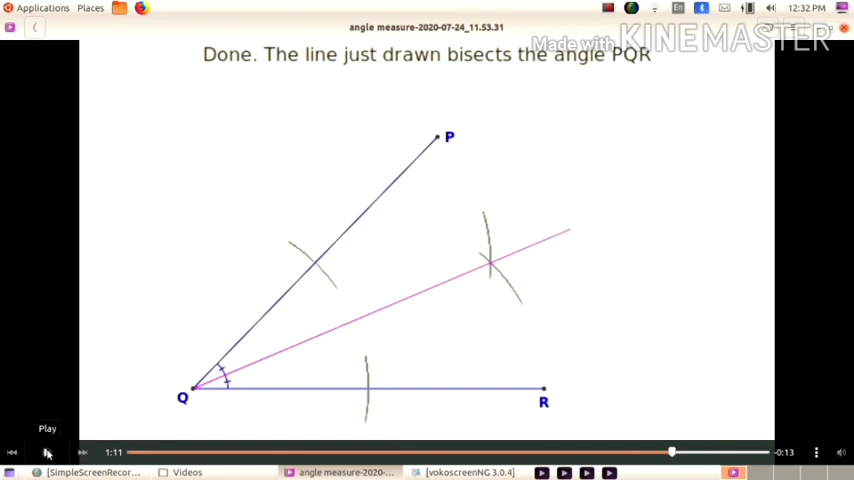 Applications Places En 12:32 PM
angle measure-2020-07-24_11.53.31
Made with KINEMASTER
Done. The line just drawn bisects the angle PQR
P
Q
R
Play
1:11 -0:13
[SimpleScreenRecor... Videos angle measure-2020-... [vokoscreenNG 3.0.4]